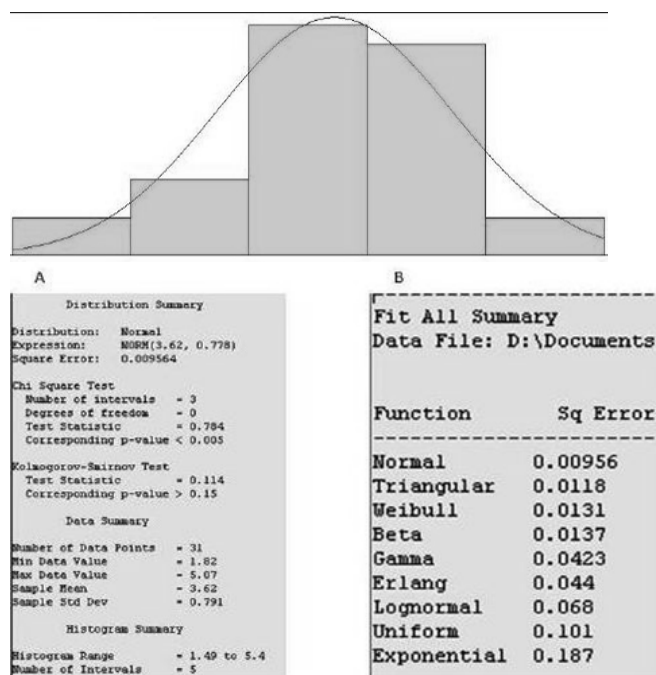 A
Distribution Summary
Distribution: Normal
Expression: NORM(3.62, 0.778)
Square Error: 0.009564
Chi Square Test
Number of intervals = 3
Degrees of freedom = 0
Test Statistic = 0.784
Corresponding p-value < 0.005
Kolmogorov-Smirnov Test
Test Statistic = 0.114
Corresponding p-value > 0.15
Data Summary
Number of Data Points = 31
Min Data Value = 1.82
Max Data Value = 5.07
Sample Mean = 3.62
Sample Std Dev = 0.791
Histogram Summary
Histogram Range = 1.49 to 5.4
Number of Intervals = 5
B
Fit All Summary
Data File: D:\Documents
Function Sq Error
Normal 0.00956
Triangular 0.0118
Weibull 0.0131
Beta 0.0137
Gamma 0.0423
Erlang 0.044
Lognormal 0.068
Uniform 0.101
Exponential 0.187